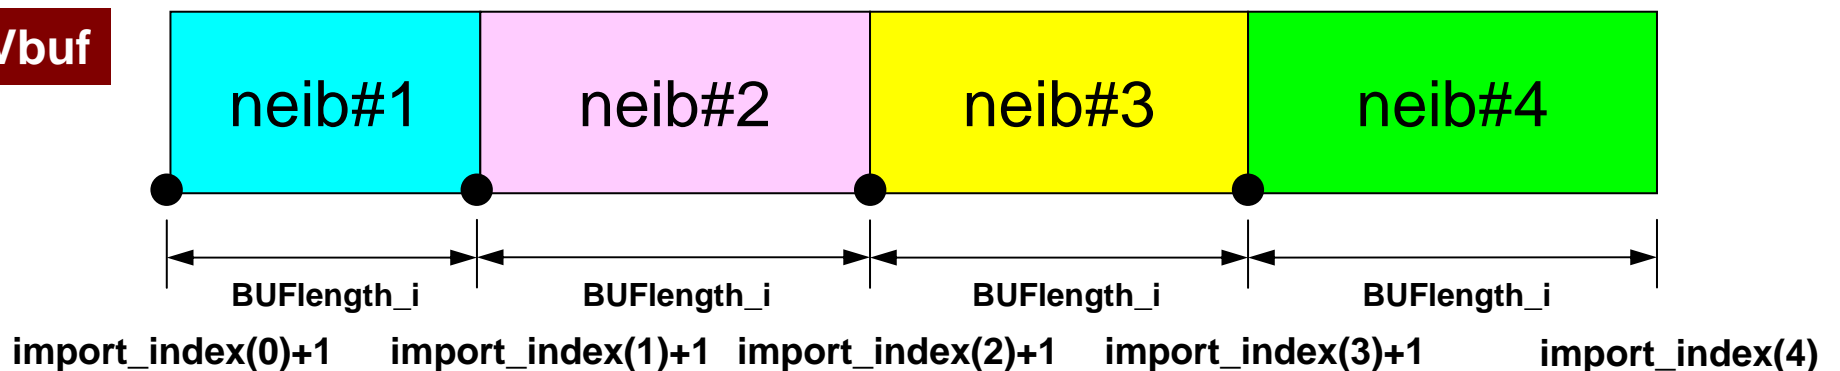 Vbuf
neib#1 neib#2 neib#3 neib#4
BUFlength_i BUFlength_i BUFlength_i BUFlength_i
import_index(0)+1 import_index(1)+1 import_index(2)+1 import_index(3)+1 import_index(4)